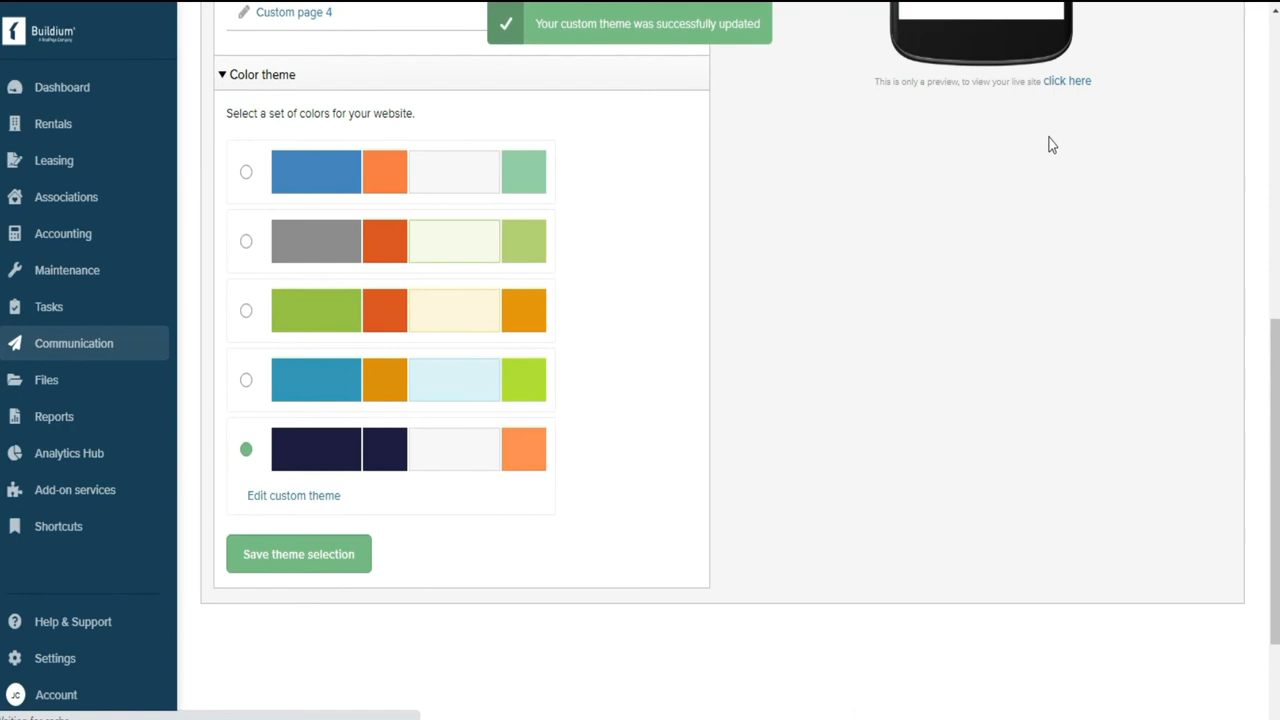 Custom page 4
Your custom theme was successfully updated
Buildium
Dashboard
Rentals
Leasing
Associations
Accounting
Maintenance
Tasks
Communication
Files
Reports
Analytics Hub
Add-on services
Shortcuts
Help & Support
Settings
JC Account
Color theme
Select a set of colors for your website.
Edit custom theme
Save theme selection
This is only a preview, to view your live site click here